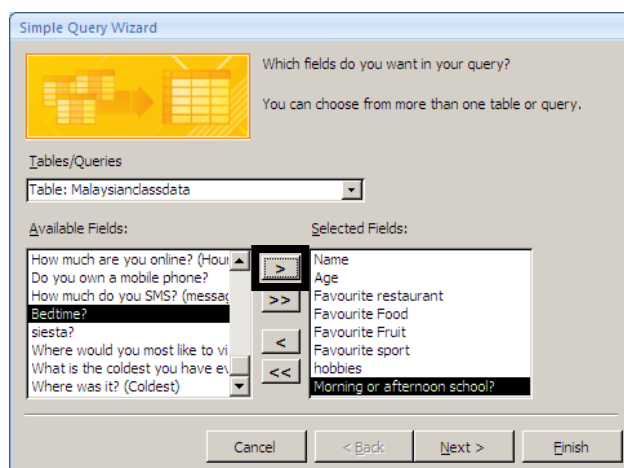 Simple Query Wizard
Which fields do you want in your query?
You can choose from more than one table or query.
Tables/Queries
Table: Malaysianclassdata
Available Fields:
Selected Fields:
How much are you online? (Hour
Do you own a mobile phone?
How much do you SMS? (messag
Bedtime?
siesta?
Where would you most like to vi
What is the coldest you have ev
Where was it? (Coldest)
>
>>
<
<<
Name
Age
Favourite restaurant
Favourite Food
Favourite Fruit
Favourite sport
hobbies
Morning or afternoon school?
Cancel
< Back
Next >
Finish